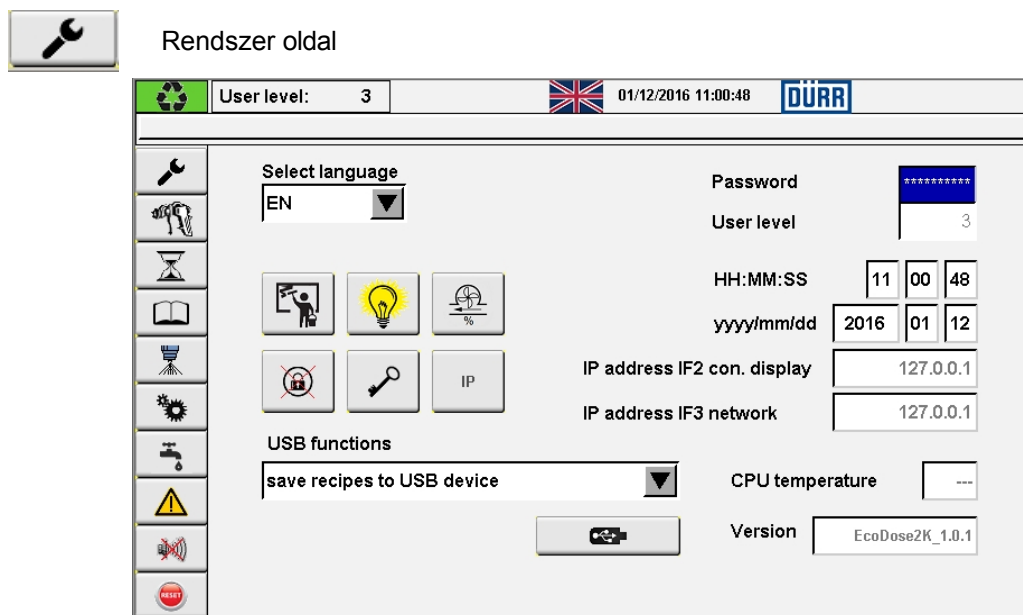 Rendszer oldal
User level: 3 01/12/2016 11:00:48 DÜRR
Select language
EN
Password **********
User level 3
HH:MM:SS 11 00 48
yyyy/mm/dd 2016 01 12
%
IP
IP address IF2 con. display 127.0.0.1
IP address IF3 network 127.0.0.1
USB functions
save recipes to USB device
CPU temperature ---
Version EcoDose2K_1.0.1
RESET